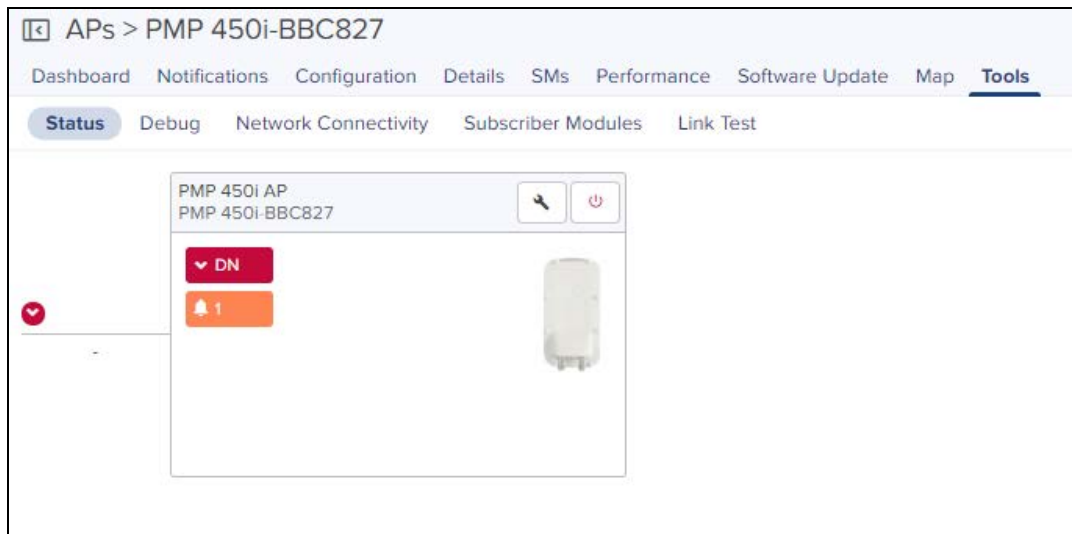 APs > PMP 450i-BBC827
Dashboard Notifications Configuration Details SMs Performance Software Update Map Tools
Status Debug Network Connectivity Subscriber Modules Link Test
PMP 450i AP
PMP 450i-BBC827
DN
1
-